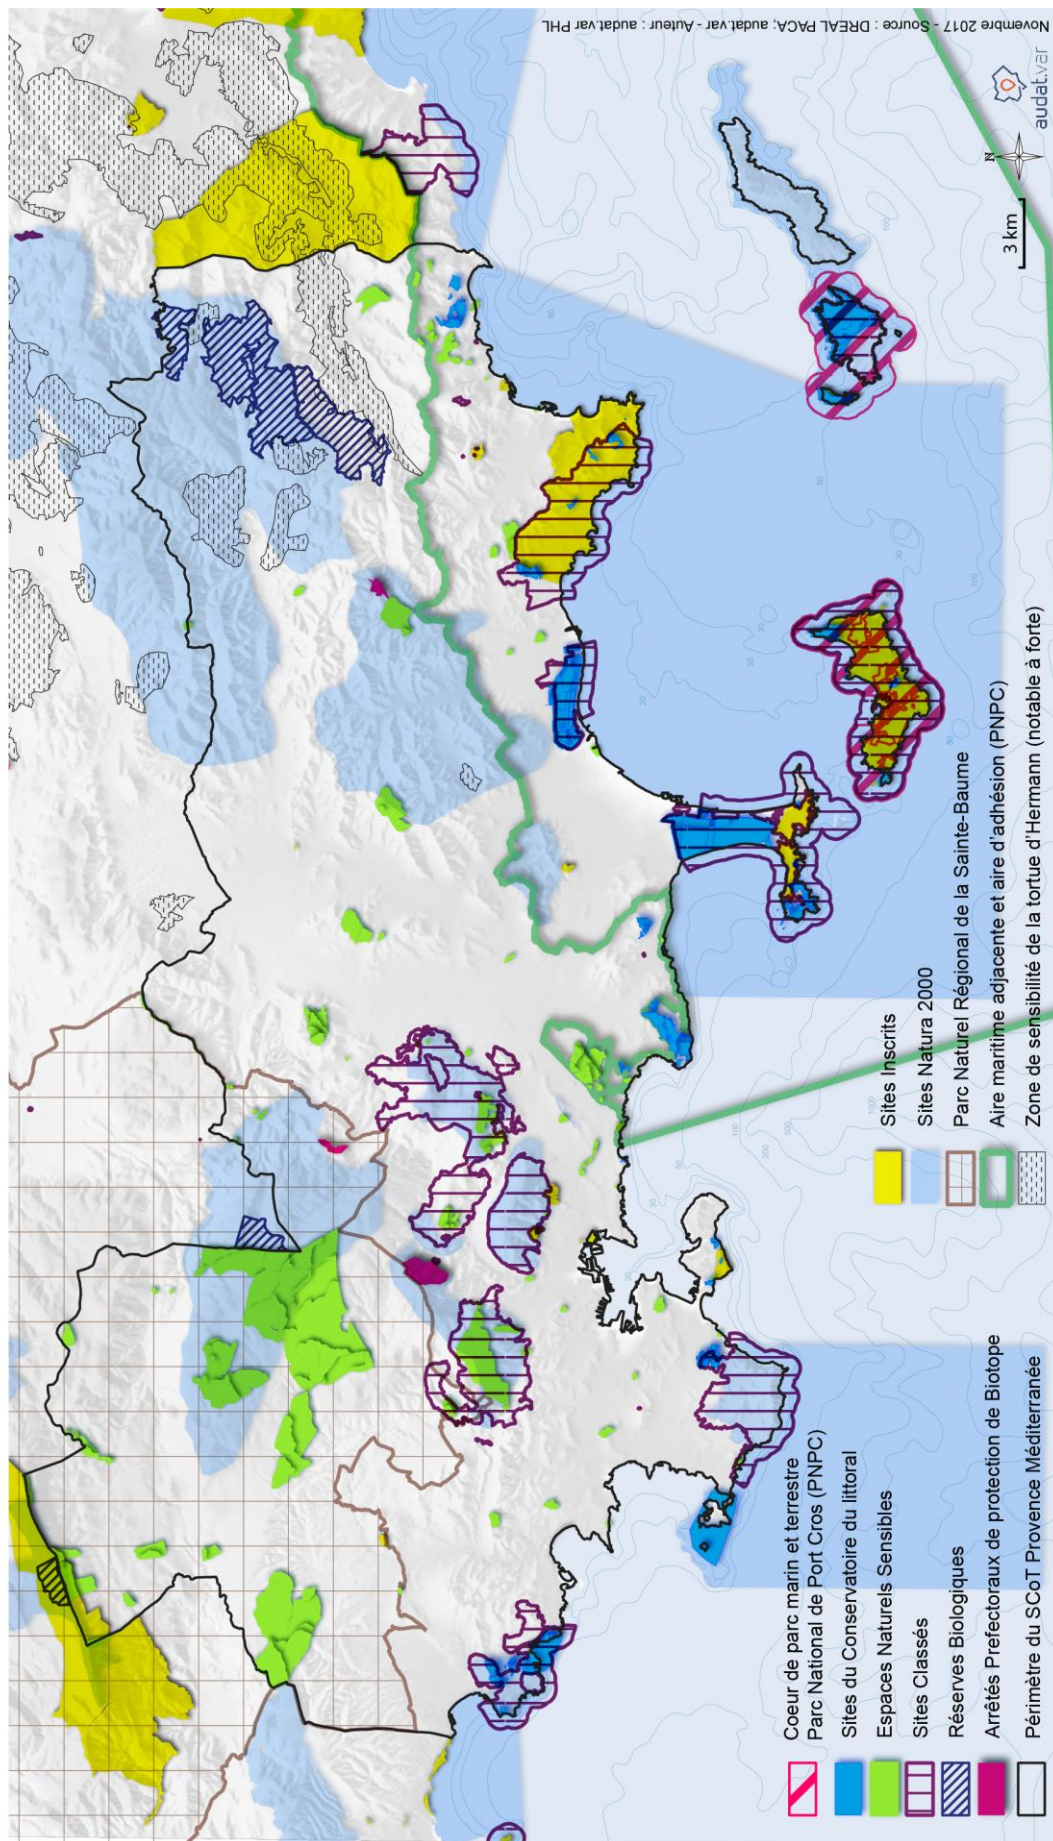 Coeur de parc marin et terrestre
Parc National de Port Cros (PNPC)
Sites du Conservatoire du littoral
Espaces Naturels Sensibles
Sites Classés
Réserves Biologiques
Arrêtés Préfectoraux de protection de Biotope
Périmètre du SCoT Provence Méditerranée
Sites Inscrits
Sites Natura 2000
Parc Naturel Régional de la Sainte-Baume
Aire maritime adjacente et aire d'adhésion (PNPC)
Zone de sensibilité de la tortue d'Hermann (notable à forte)
3 km
N
audat.var
Novembre 2017 - Source : DREAL PACA; audat.var - Auteur : audat.var PHL